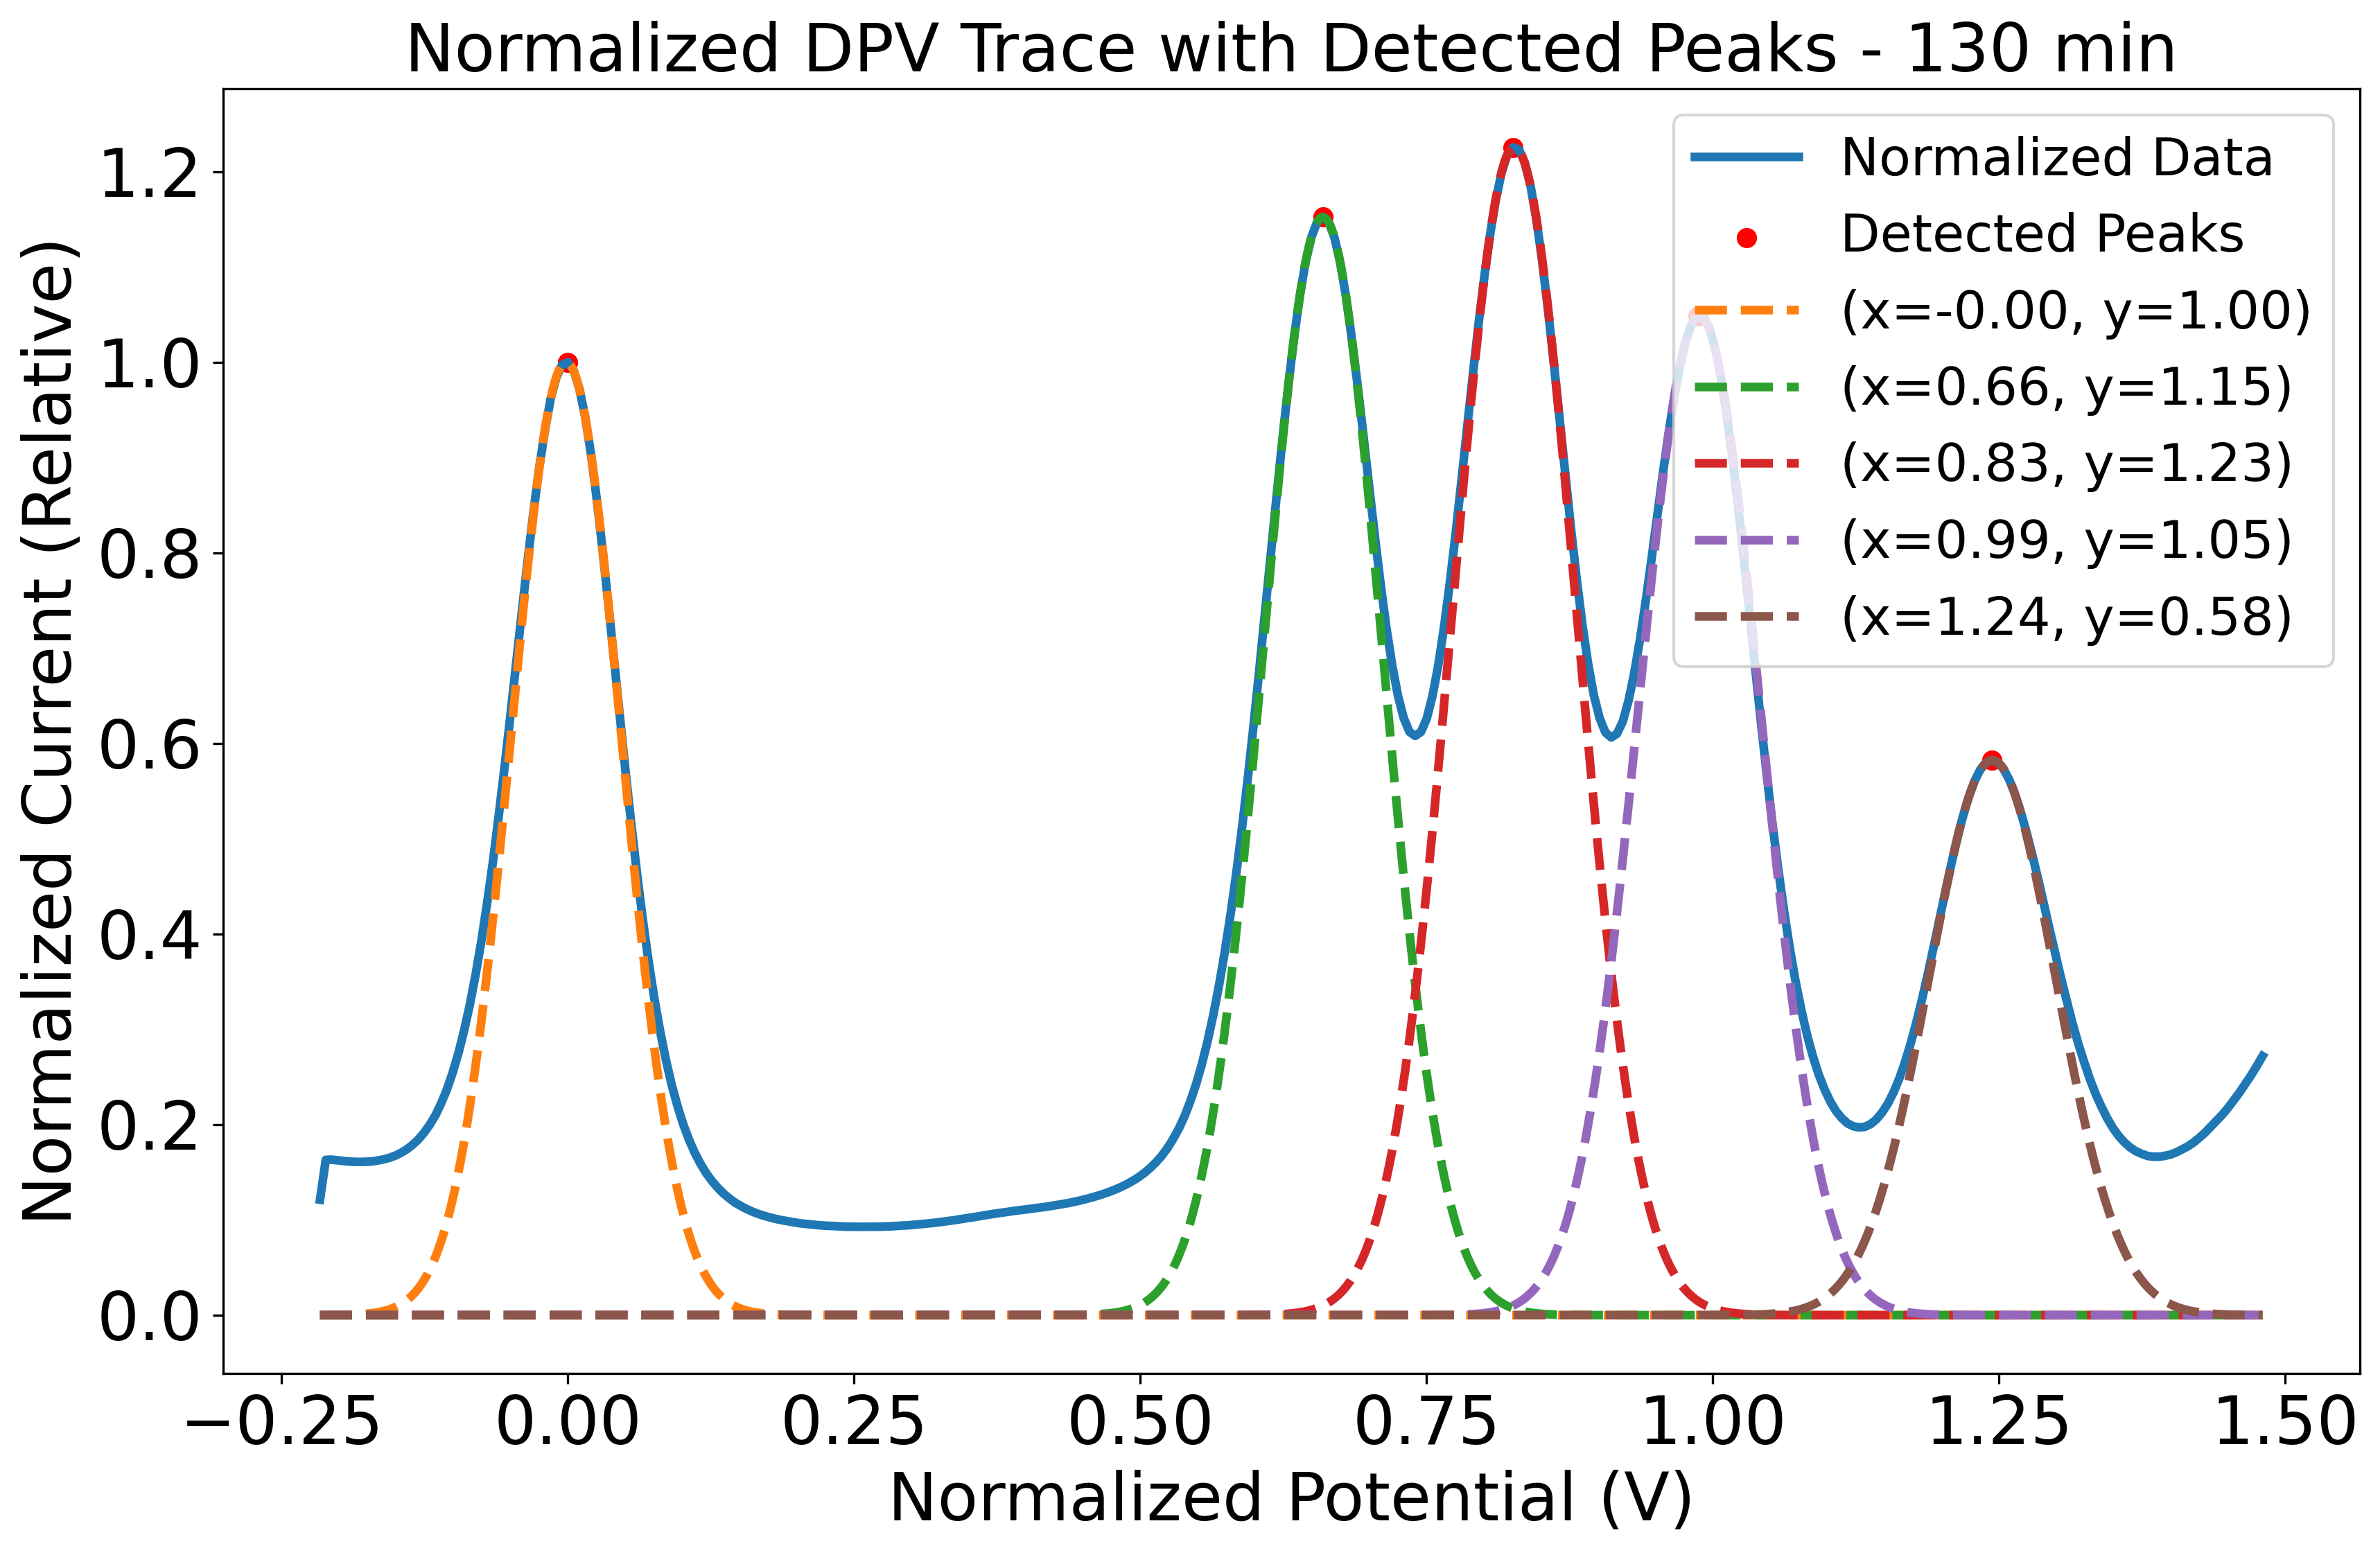 Normalized DPV Trace with Detected Peaks - 130 min
Normalized Current (Relative)
1.2
1.0
0.8
0.6
0.4
0.2
0.0
Normalized Data
Detected Peaks
(x=-0.00, y=1.00)
(x=0.66, y=1.15)
(x=0.83, y=1.23)
(x=0.99, y=1.05)
(x=1.24, y=0.58)
−0.25 0.00 0.25 0.50 0.75 1.00 1.25 1.50
Normalized Potential (V)